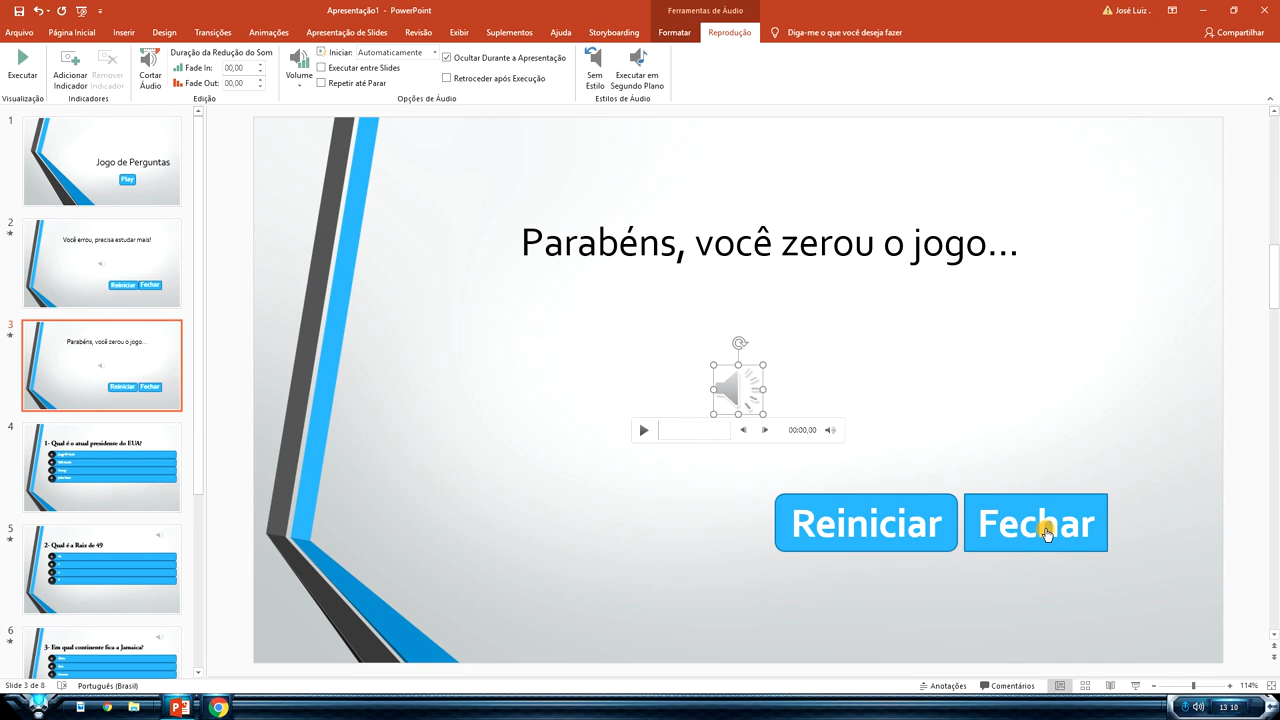 Apresentação1 - PowerPoint
Ferramentas de Áudio
José Luiz .
Arquivo Página Inicial Inserir Design Transições Animações Apresentação de Slides Revisão Exibir Suplementos Ajuda Storyboarding Formatar Reprodução Diga-me o que você deseja fazer Compartilhar
Executar
Visualização
Adicionar Indicador
Remover Indicador
Indicadores
Cortar Áudio
Duração da Redução do Som
Fade In: 00,00
Fade Out: 00,00
Edição
Volume
Iniciar: Automaticamente
Executar entre Slides
Repetir até Parar
Ocultar Durante a Apresentação
Retroceder após Execução
Opções de Áudio
Sem Estilo
Executar em Segundo Plano
Estilos de Áudio
1
Jogo de Perguntas
Play
2
Você errou, precisa estudar mais!
Reiniciar Fechar
3
Parabéns, você zerou o jogo...
Reiniciar Fechar
4
1- Qual é o atual presidente do EUA?
5
2- Qual é a Raiz de 49
6
3- Em qual continente fica a Jamaica?
Parabéns, você zerou o jogo...
00:00,00
Reiniciar Fechar
Slide 3 de 8 Português (Brasil) Anotações Comentários 114%
13 10